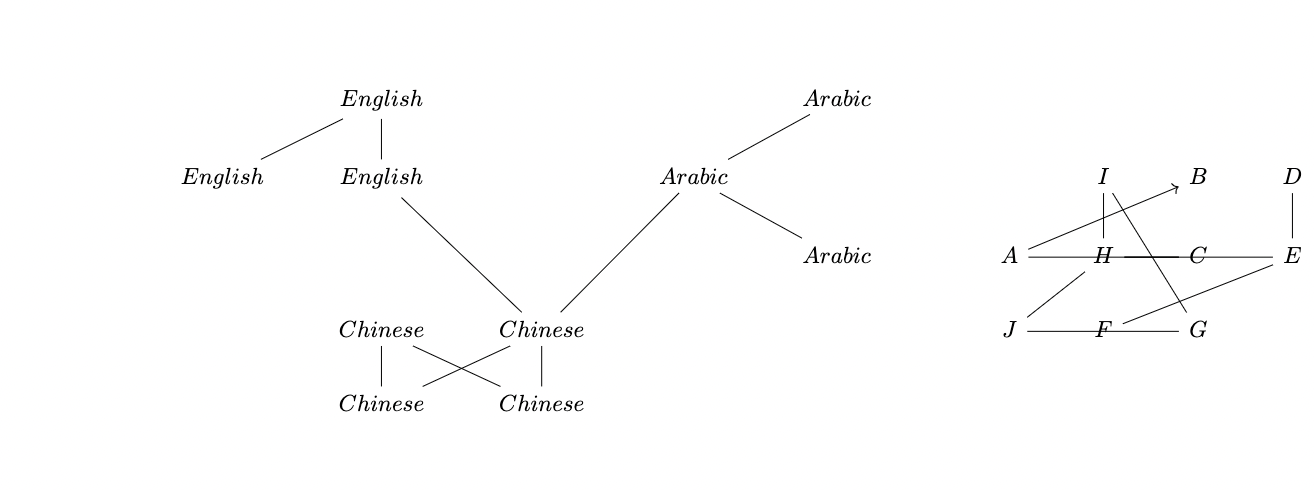 English Arabic
English English Arabic I B D
Arabic A H C E
Chinese Chinese J F G
Chinese Chinese